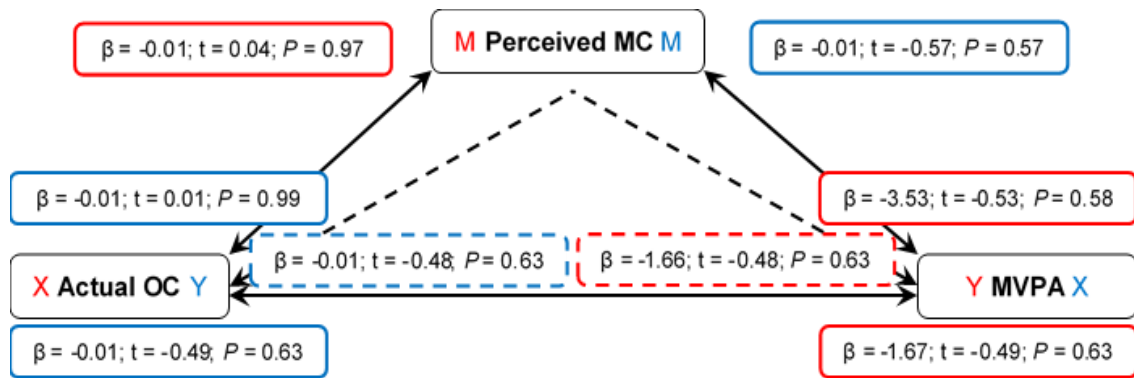 β = -0.01; t = 0.04; P = 0.97
M Perceived MC M
β = -0.01; t = -0.57; P = 0.57
β = -0.01; t = 0.01; P = 0.99
β = -3.53; t = -0.53; P = 0.58
β = -0.01; t = -0.48; P = 0.63
β = -1.66; t = -0.48; P = 0.63
X Actual OC Y
Y MVPA X
β = -0.01; t = -0.49; P = 0.63
β = -1.67; t = -0.49; P = 0.63